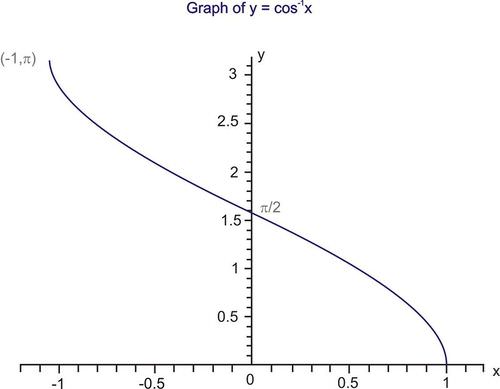 Graph of y = cos⁻¹x
y
(-1,π)
3
2.5
2
π/2
1.5
1
0.5
x
-1
-0.5
0
0.5
1